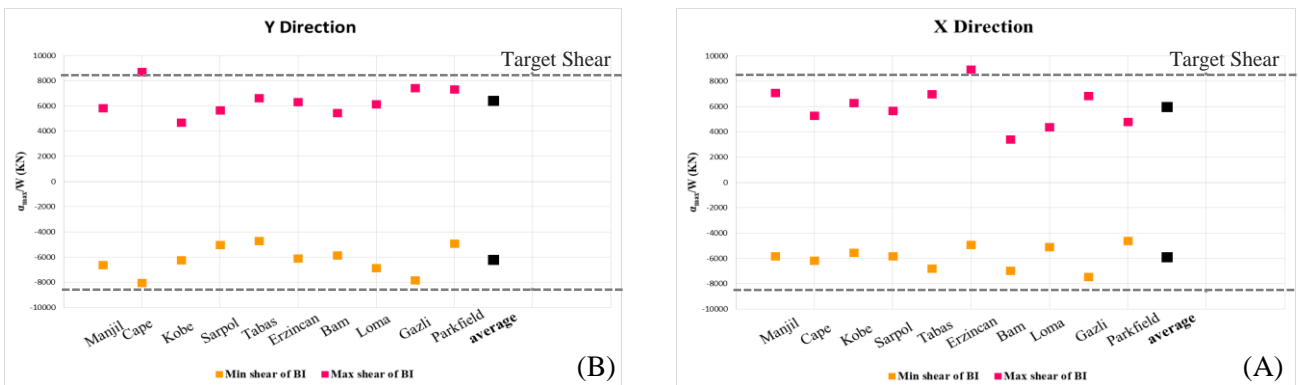 Y Direction
Target Shear
10000
8000
6000
4000
2000
0
-2000
-4000
-6000
-8000
-10000
a_max/W (KN)
Manjil
Cape
Kobe
Sarpol
Tabas
Erzincan
Bam
Loma
Gazli
Parkfield
average
Min shear of BI
Max shear of BI
(B)
X Direction
Target Shear
10000
8000
6000
4000
2000
0
-2000
-4000
-6000
-8000
-10000
a_max/W (KN)
Manjil
Cape
Kobe
Sarpol
Tabas
Erzincan
Bam
Loma
Gazli
Parkfield
average
Min shear of BI
Max shear of BI
(A)